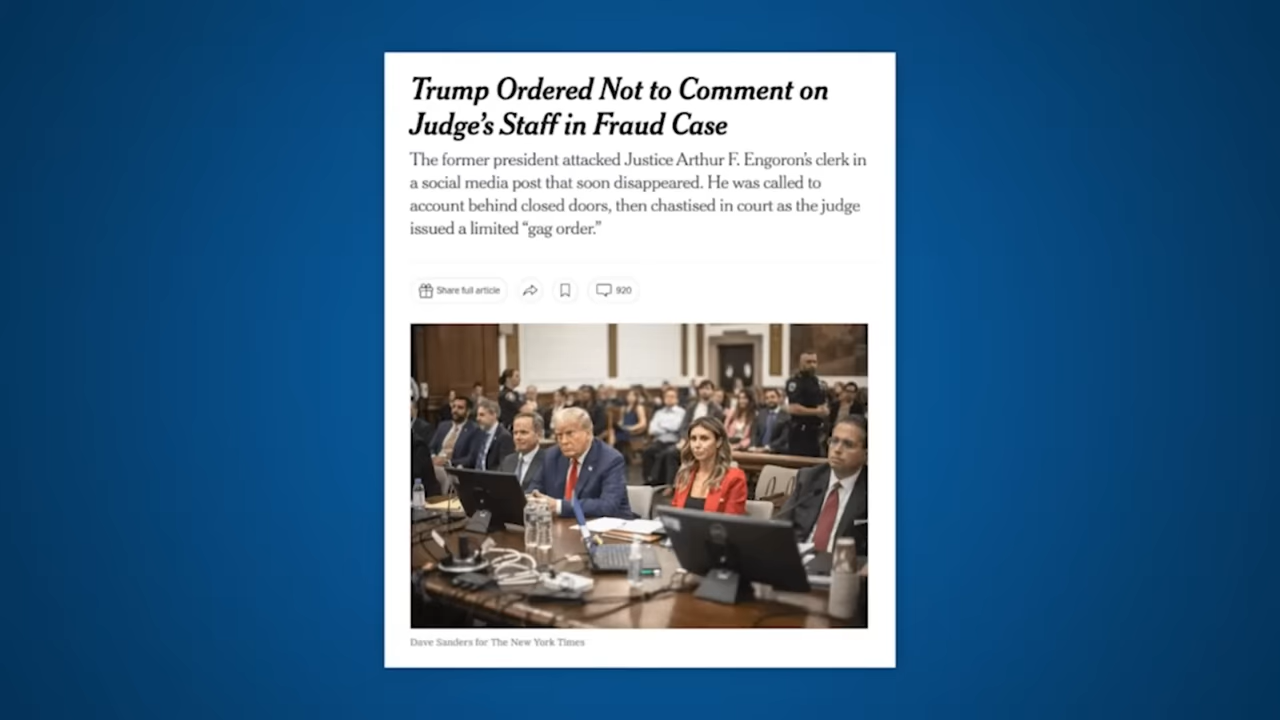 Trump Ordered Not to Comment on
Judge's Staff in Fraud Case
The former president attacked Justice Arthur F. Engoron's clerk in
a social media post that soon disappeared. He was called to
account behind closed doors, then chastised in court as the judge
issued a limited “gag order.”
Share full article
920
Dave Sanders for The New York Times